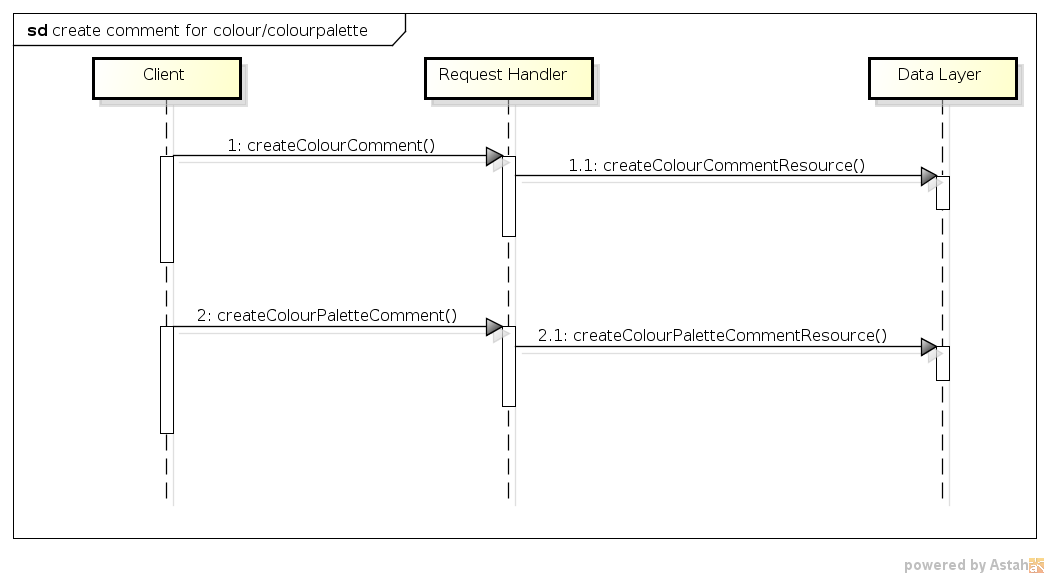 sd create comment for colour/colourpalette
Client
Request Handler
Data Layer
1: createColourComment()
1.1: createColourCommentResource()
2: createColourPaletteComment()
2.1: createColourPaletteCommentResource()
powered by Astah